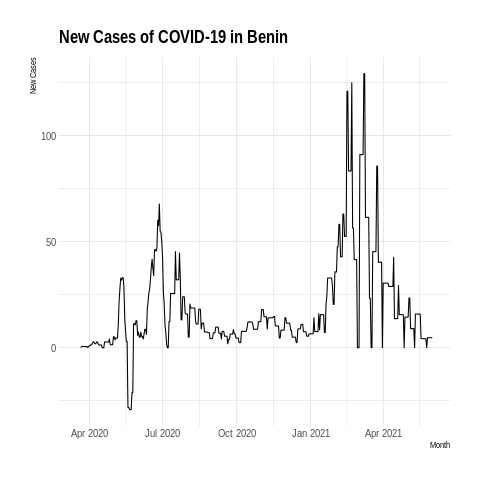 New Cases of COVID-19 in Benin
New Cases
100
50
0
Apr 2020 Jul 2020 Oct 2020 Jan 2021 Apr 2021
Month